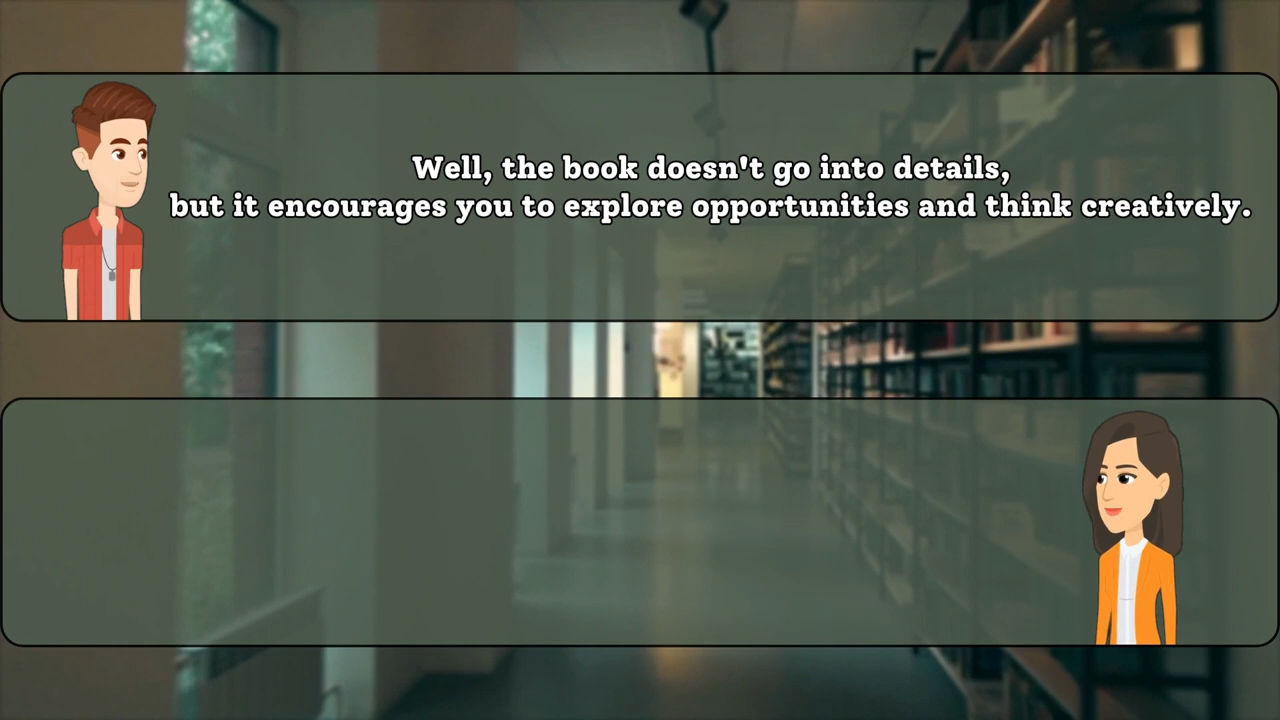 Well, the book doesn't go into details,
but it encourages you to explore opportunities and think creatively.